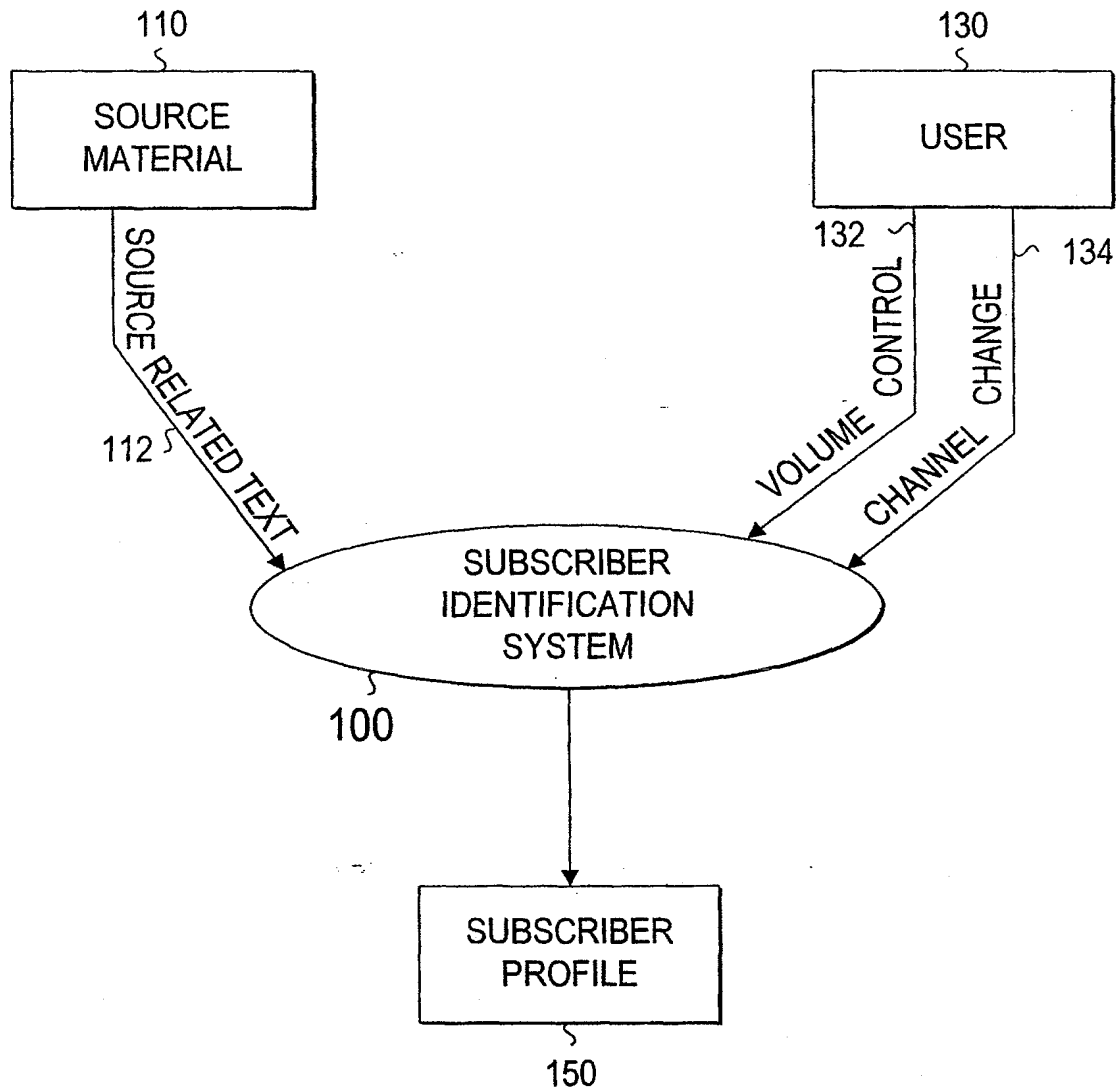 110
SOURCE
MATERIAL
130
USER
SOURCE RELATED TEXT
112
132
VOLUME CONTROL
134
CHANNEL CHANGE
SUBSCRIBER
IDENTIFICATION
SYSTEM
100
SUBSCRIBER
PROFILE
150